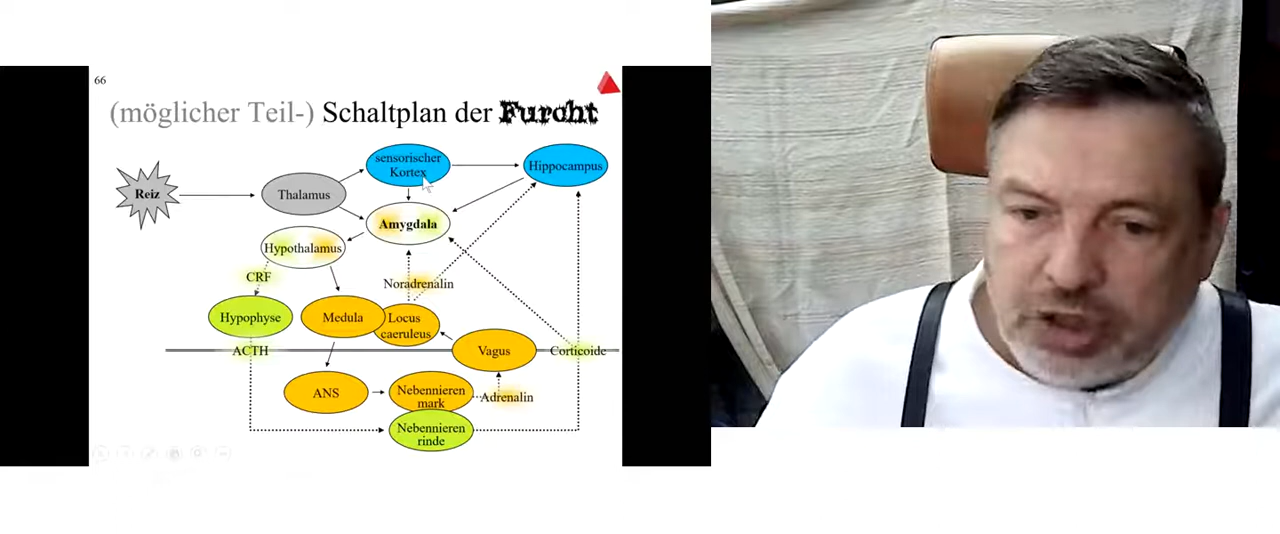 66
(möglicher Teil-) Schaltplan der Furcht
sensorischer
Kortex
Hippocampus
Reiz
Thalamus
Amygdala
Hypothalamus
CRF
Noradrenalin
Hypophyse
Medula
Locus
caeruleus
ACTH
Vagus
Corticoide
ANS
Nebennieren
mark
Adrenalin
Nebennieren
rinde